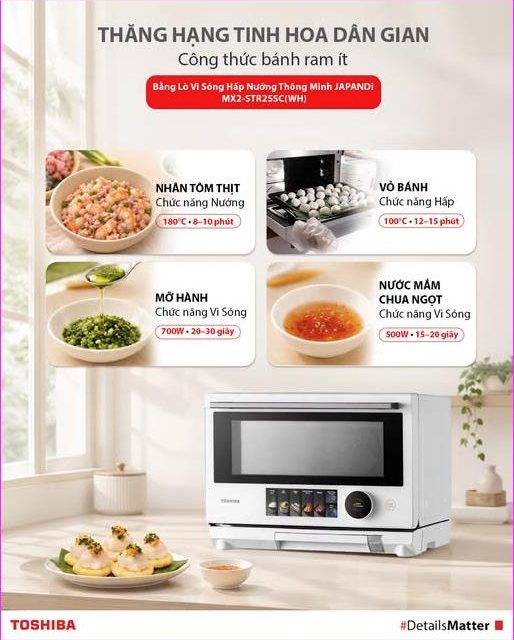 THĂNG HẠNG TINH HOA DÂN GIAN
Công thức bánh ram ít
Bằng Lò Vi Sóng Hấp Nướng Thông Minh JAPANDI
MX2-STR25SC(WH)
NHÂN TÔM THỊT
Chức năng Nướng
180°C • 8–10 phút
VỎ BÁNH
Chức năng Hấp
100°C • 12–15 phút
MỠ HÀNH
Chức năng Vi Sóng
700W • 20–30 giây
NƯỚC MẮM
CHUA NGỌT
Chức năng Vi Sóng
500W • 15–20 giây
TOSHIBA
TOSHIBA
#DetailsMatter